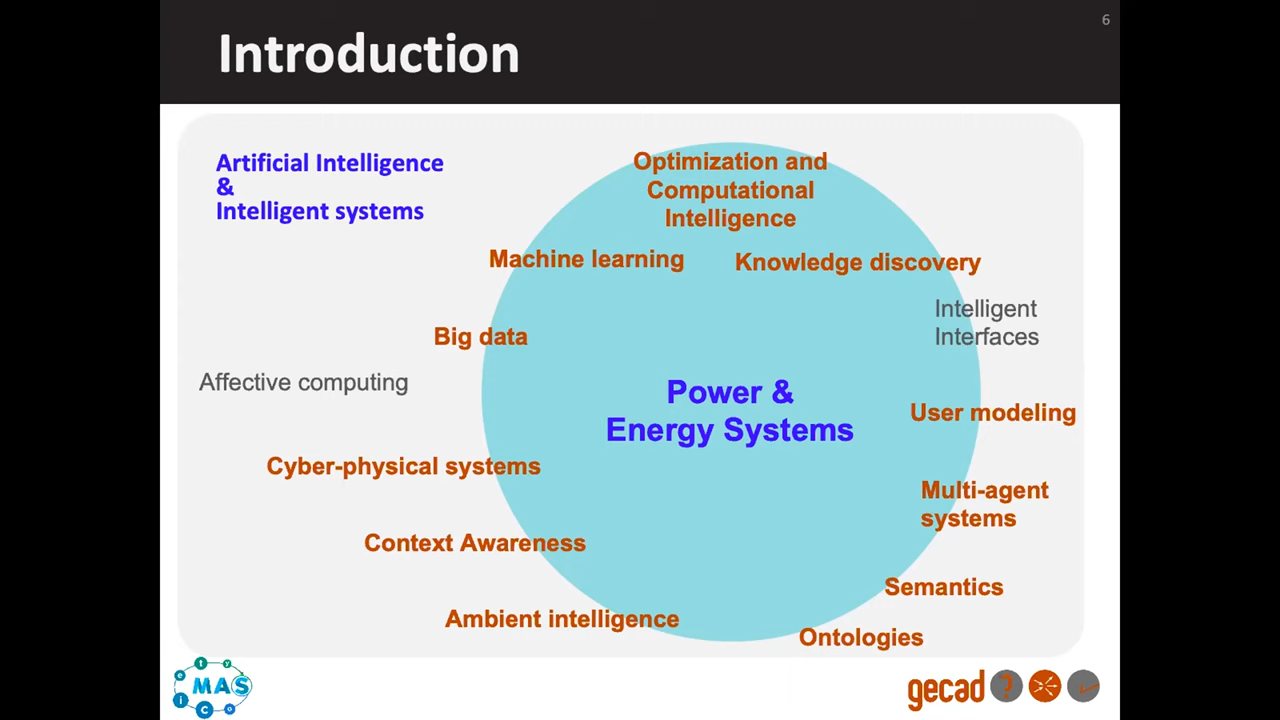 6
Introduction
Artificial Intelligence
&
Intelligent systems
Optimization and
Computational
Intelligence
Machine learning
Knowledge discovery
Intelligent
Interfaces
Big data
Affective computing
Power &
Energy Systems
User modeling
Cyber-physical systems
Multi-agent
systems
Context Awareness
Semantics
Ambient intelligence
Ontologies
MAS
iCoety
gecad